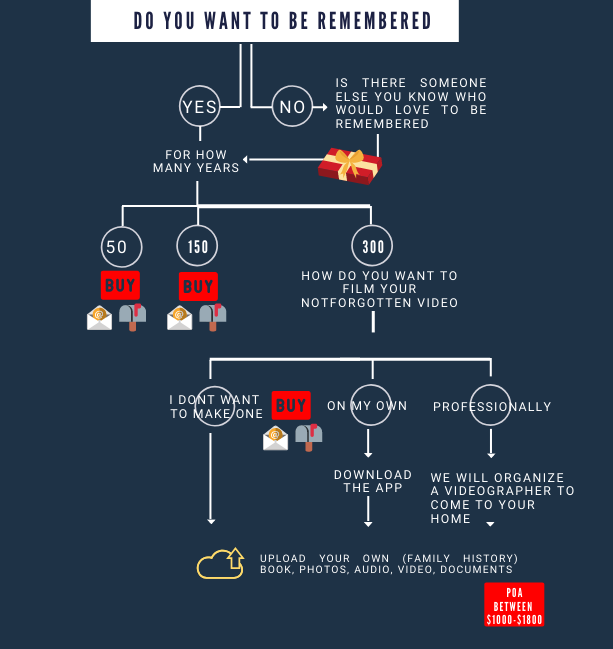 DO YOU WANT TO BE REMEMBERED
YES
NO
IS THERE SOMEONE
ELSE YOU KNOW WHO
WOULD LOVE TO BE
REMEMBERED
FOR HOW
MANY YEARS
50
150
300
BUY
BUY
HOW DO YOU WANT TO
FILM YOUR
NOTFORGOTTEN VIDEO
I DONT WANT
TO MAKE ONE
BUY
ON MY OWN
PROFESSIONALLY
DOWNLOAD
THE APP
WE WILL ORGANIZE
A VIDEOGRAPHER TO
COME TO YOUR
HOME
UPLOAD YOUR OWN (FAMILY HISTORY)
BOOK, PHOTOS, AUDIO, VIDEO, DOCUMENTS
POA
BETWEEN
$1000-$1800